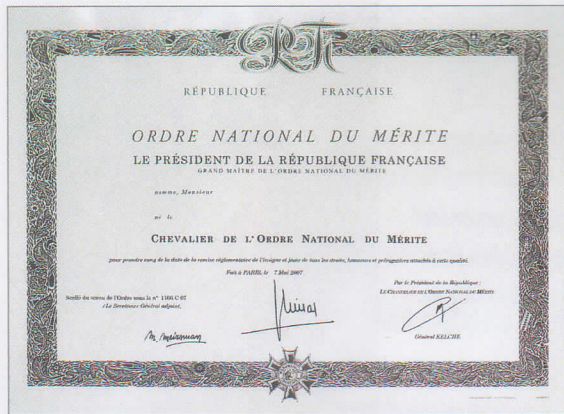 RF
RÉPUBLIQUE FRANÇAISE
ORDRE NATIONAL DU MÉRITE
LE PRÉSIDENT DE LA RÉPUBLIQUE FRANÇAISE
GRAND MAÎTRE DE L'ORDRE NATIONAL DU MÉRITE
nomme, Monsieur
né le
CHEVALIER DE L'ORDRE NATIONAL DU MÉRITE
pour prendre rang de la date de la remise réglementaire de l'insigne et jouir de tous les droits, honneurs et prérogatives attachés à cette qualité.
Fait à PARIS, le 7 Mai 2007
Par le Président de la République :
LE CHANCELIER DE L'ORDRE NATIONAL DU MÉRITE
Scellé du sceau de l'Ordre sous le n° 1166 C 07
Le Secrétaire Général adjoint,
Général KELCHE